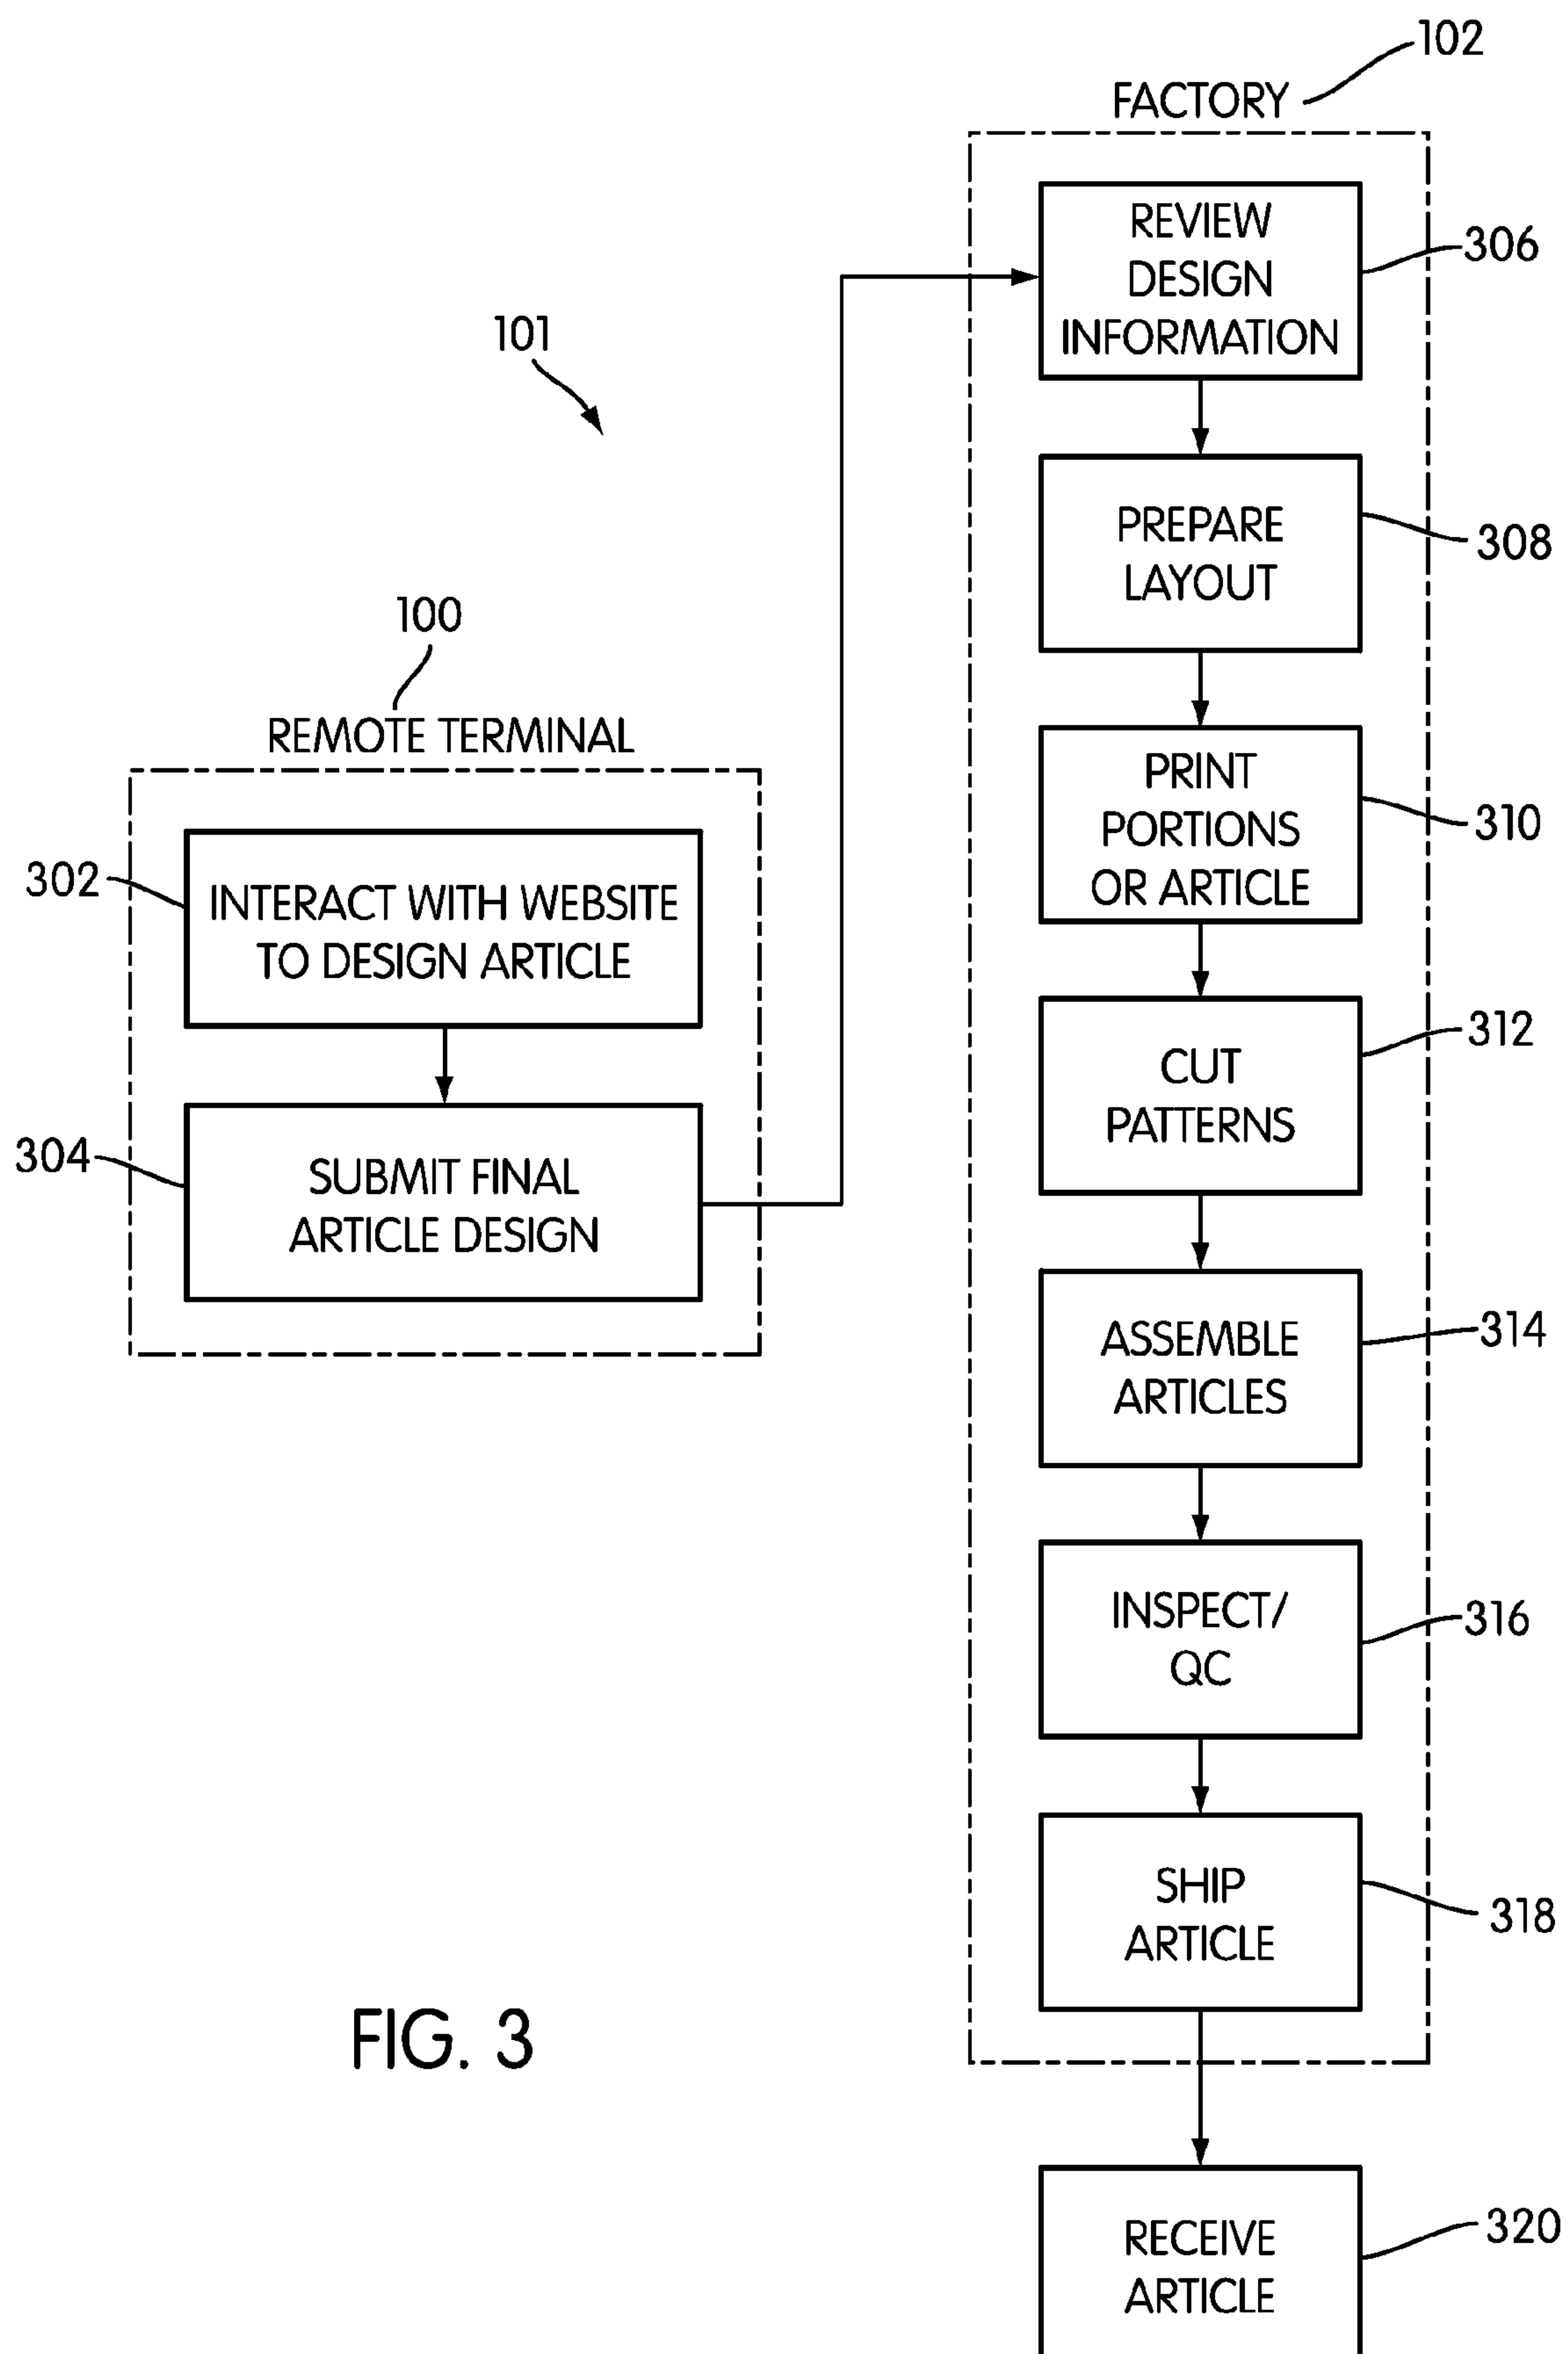 102
FACTORY
REVIEW
DESIGN
INFORMATION
306
101
PREPARE
LAYOUT
308
100
REMOTE TERMINAL
PRINT
PORTIONS
OR ARTICLE
310
302
INTERACT WITH WEBSITE
TO DESIGN ARTICLE
CUT
PATTERNS
312
304
SUBMIT FINAL
ARTICLE DESIGN
ASSEMBLE
ARTICLES
314
INSPECT/
QC
316
SHIP
ARTICLE
318
FIG. 3
RECEIVE
ARTICLE
320